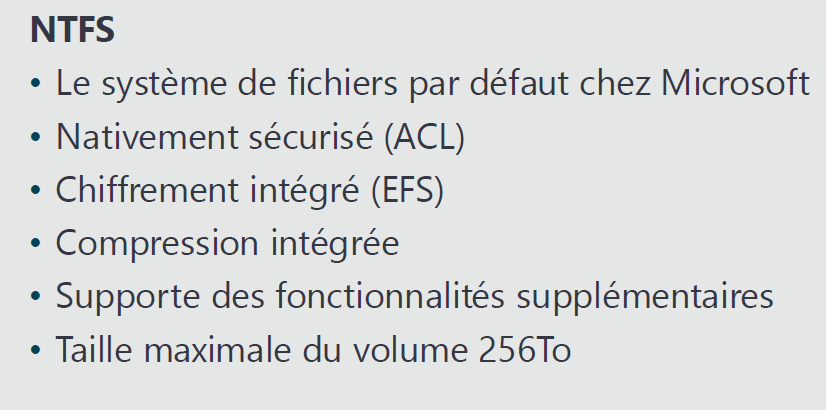 NTFS
• Le système de fichiers par défaut chez Microsoft
• Nativement sécurisé (ACL)
• Chiffrement intégré (EFS)
• Compression intégrée
• Supporte des fonctionnalités supplémentaires
• Taille maximale du volume 256To